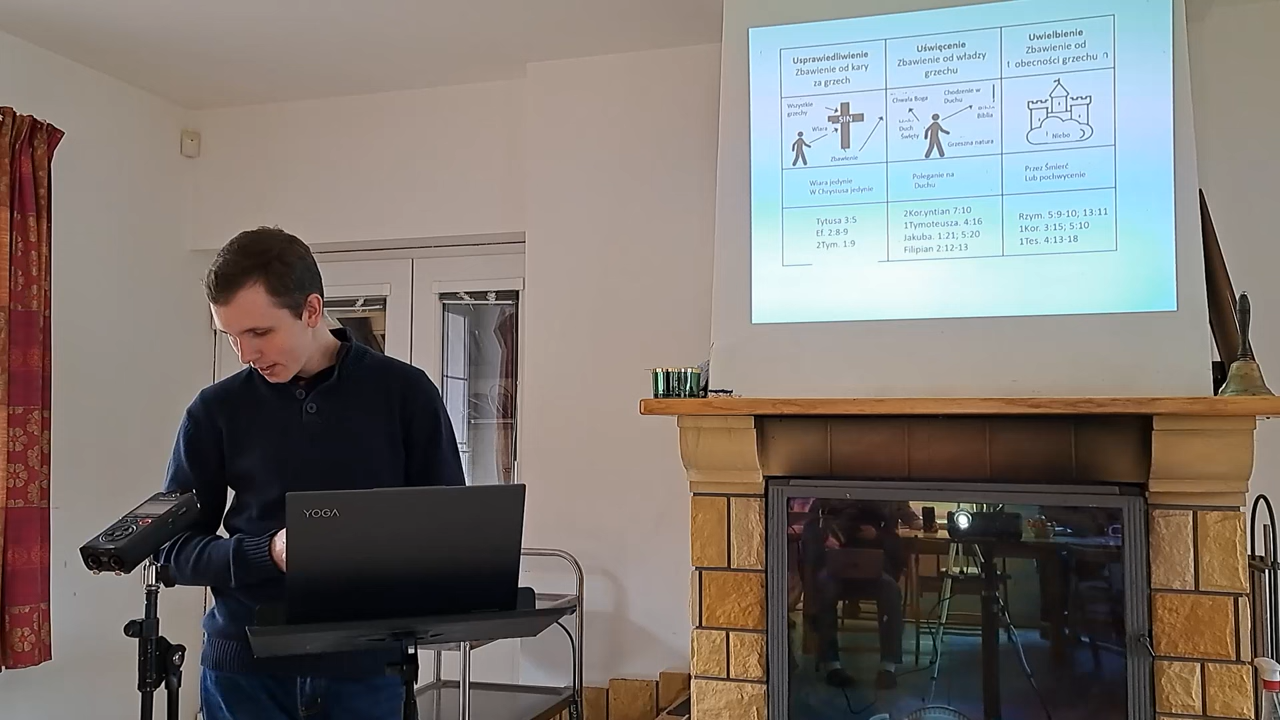 Usprawiedliwienie
Zbawienie od kary
za grzech
Uświęcenie
Zbawienie od władzy
grzechu
Uwielbienie
Zbawienie od
obecności grzechu
Wszystkie
grzechy
Wiara
SIN
Zbawienie
Chwała Boga
Chodzenie w
Duchu
Biblia
Duch
Święty
Grzeszna natura
Niebo
Wiara jedynie
W Chrystusa jedynie
Poleganie na
Duchu
Przez Śmierć
Lub pochwycenie
Tytusa 3:5
Ef. 2:8-9
2Tym. 1:9
2Kor.yntian 7:10
1Tymoteusza. 4:16
Jakuba. 1:21; 5:20
Filipian 2:12-13
Rzym. 5:9-10; 13:11
1Kor. 3:15; 5:10
1Tes. 4:13-18
YOGA